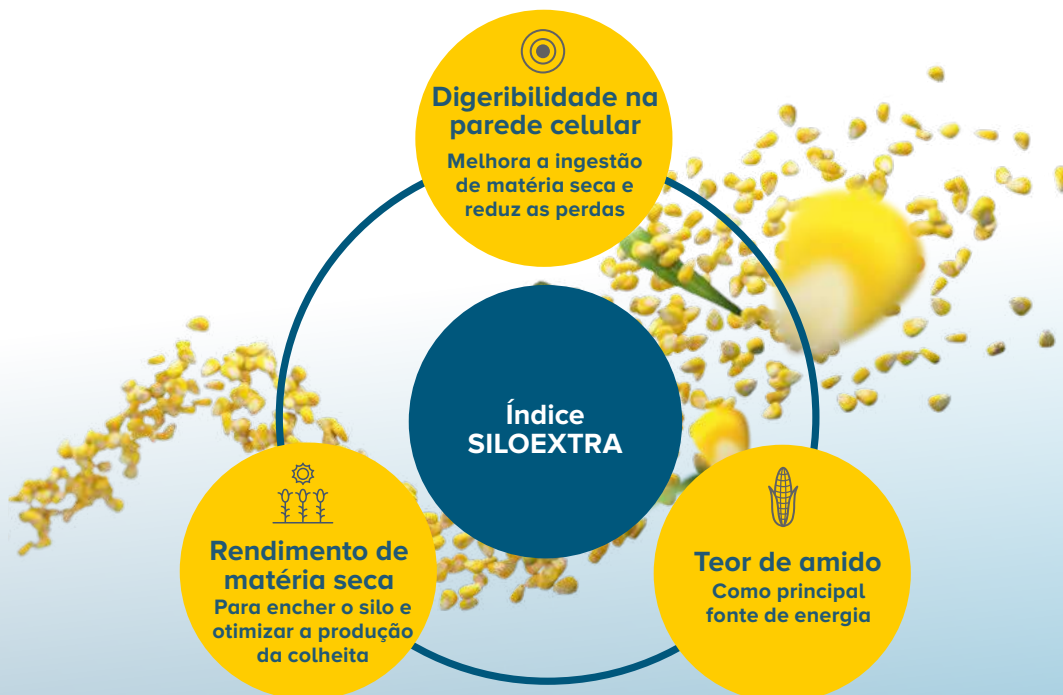 Digeribilidade na
parede celular
Melhora a ingestão
de matéria seca e
reduz as perdas
Índice
SILOEXTRA
Rendimento de
matéria seca
Para encher o silo e
otimizar a produção
da colheita
Teor de amido
Como principal
fonte de energia